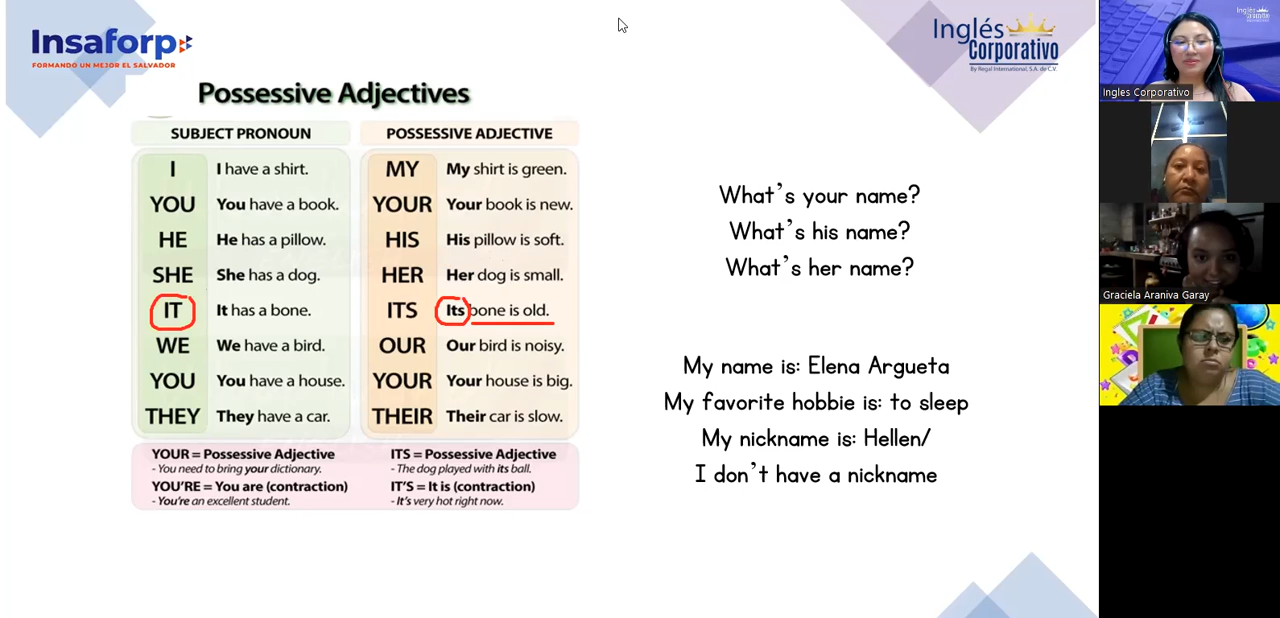 Insaforp
FORMANDO UN MEJOR EL SALVADOR
Inglés
Corporativo
By Regal International, S.A. de C.V.
Possessive Adjectives
SUBJECT PRONOUN
POSSESSIVE ADJECTIVE
I I have a shirt. MY My shirt is green.
YOU You have a book. YOUR Your book is new.
HE He has a pillow. HIS His pillow is soft.
SHE She has a dog. HER Her dog is small.
IT It has a bone. ITS Its bone is old.
WE We have a bird. OUR Our bird is noisy.
YOU You have a house. YOUR Your house is big.
THEY They have a car. THEIR Their car is slow.
YOUR = Possessive Adjective
- You need to bring your dictionary.
YOU'RE = You are (contraction)
- You're an excellent student.
ITS = Possessive Adjective
- The dog played with its ball.
IT'S = It is (contraction)
- It's very hot right now.
What's your name?
What's his name?
What's her name?
My name is: Elena Argueta
My favorite hobbie is: to sleep
My nickname is: Hellen/
I don't have a nickname
Ingles Corporativo
Graciela Araniva Garay